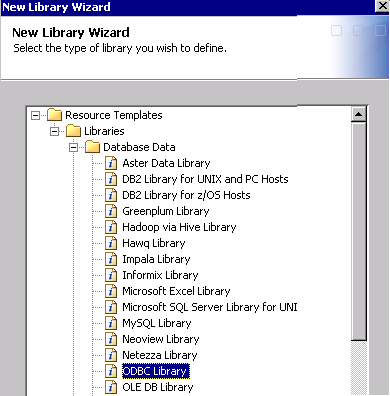 New Library Wizard
New Library Wizard
Select the type of library you wish to define.
Resource Templates
Libraries
Database Data
Aster Data Library
DB2 Library for UNIX and PC Hosts
DB2 Library for z/OS Hosts
Greenplum Library
Hadoop via Hive Library
Hawq Library
Impala Library
Informix Library
Microsoft Excel Library
Microsoft SQL Server Library for UNI
MySQL Library
Neoview Library
Netezza Library
ODBC Library
OLE DB Library